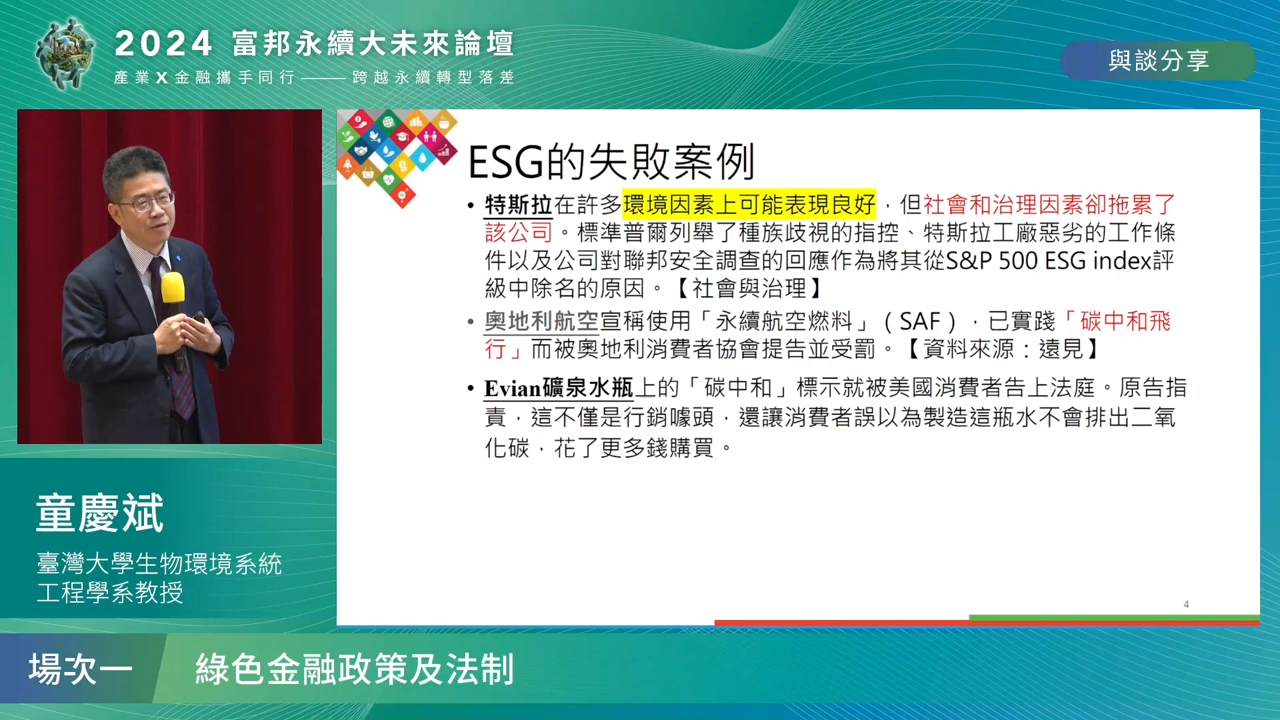 2024 富邦永續大未來論壇
產業X金融攜手同行——跨越永續轉型落差
與談分享
ESG的失敗案例
• 特斯拉在許多環境因素上可能表現良好，但社會和治理因素卻拖累了
該公司。標準普爾列舉了種族歧視的指控、特斯拉工廠惡劣的工作條
件以及公司對聯邦安全調查的回應作為將其從S&P 500 ESG index評
級中除名的原因。【社會與治理】
• 奧地利航空宣稱使用「永續航空燃料」（SAF），已實踐「碳中和飛
行」而被奧地利消費者協會提告並受罰。【資料來源：遠見】
• Evian礦泉水瓶上的「碳中和」標示就被美國消費者告上法庭。原告指
責，這不僅是行銷噱頭，還讓消費者誤以為製造這瓶水不會排出二氧
化碳，花了更多錢購買。
4
童慶斌
臺灣大學生物環境系統
工程學系教授
場次一
綠色金融政策及法制